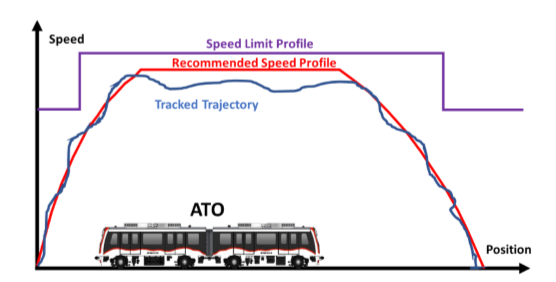 Speed
Speed Limit Profile
Recommended Speed Profile
Tracked Trajectory
ATO
Position